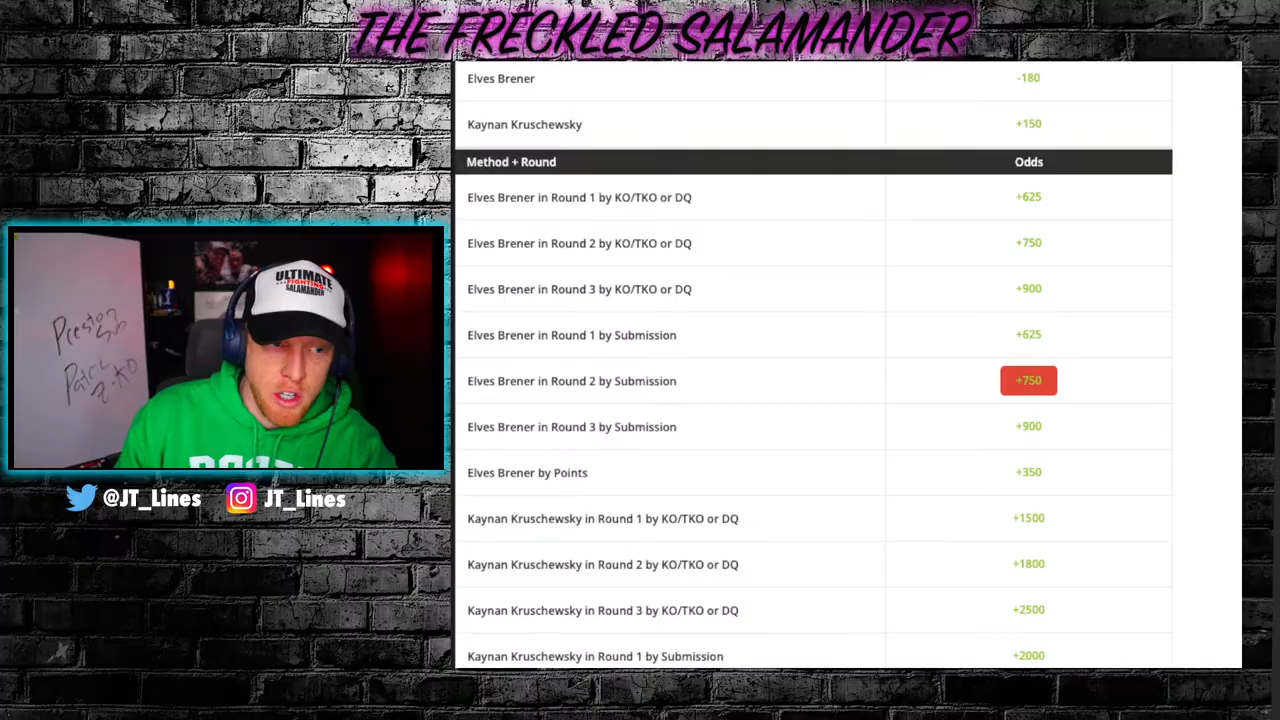 THE FRECKLED SALAMANDER
Elves Brener -180
Kaynan Kruschewsky +150
Method + Round Odds
Elves Brener in Round 1 by KO/TKO or DQ +625
Elves Brener in Round 2 by KO/TKO or DQ +750
Elves Brener in Round 3 by KO/TKO or DQ +900
Elves Brener in Round 1 by Submission +625
Elves Brener in Round 2 by Submission +750
Elves Brener in Round 3 by Submission +900
Elves Brener by Points +350
Kaynan Kruschewsky in Round 1 by KO/TKO or DQ +1500
Kaynan Kruschewsky in Round 2 by KO/TKO or DQ +1800
Kaynan Kruschewsky in Round 3 by KO/TKO or DQ +2500
Kaynan Kruschewsky in Round 1 by Submission +2000
ULTIMATE
FIGHTING
SALAMANDER
Preston
Sub
@JT_Lines JT_Lines